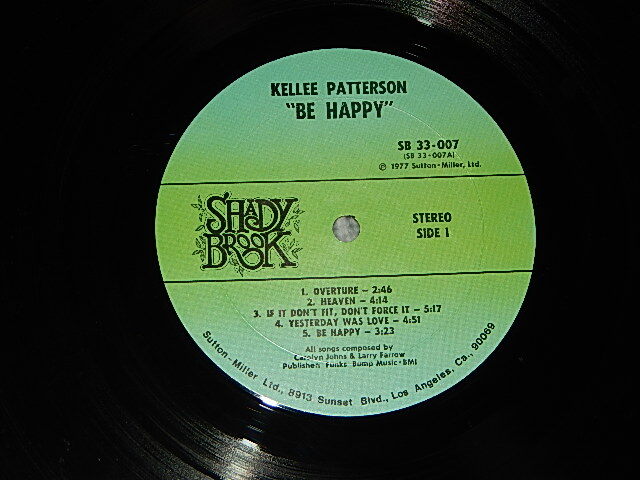 KELLEE PATTERSON
"BE HAPPY"
SB 33-007
(SB 33-007A)
℗ 1977 Sutton-Miller, Ltd.
SHADY
BROOK
STEREO
SIDE 1
1. OVERTURE – 2:46
2. HEAVEN – 4:14
3. IF IT DON'T FIT, DON'T FORCE IT – 5:17
4. YESTERDAY WAS LOVE – 4:51
5. BE HAPPY – 3:23
All songs composed by
Carolyn Johns & Larry Farrow
Publisher: Funks Bump Music-BMI
Sutton-Miller Ltd., 8913 Sunset Blvd., Los Angeles, Ca., 90069